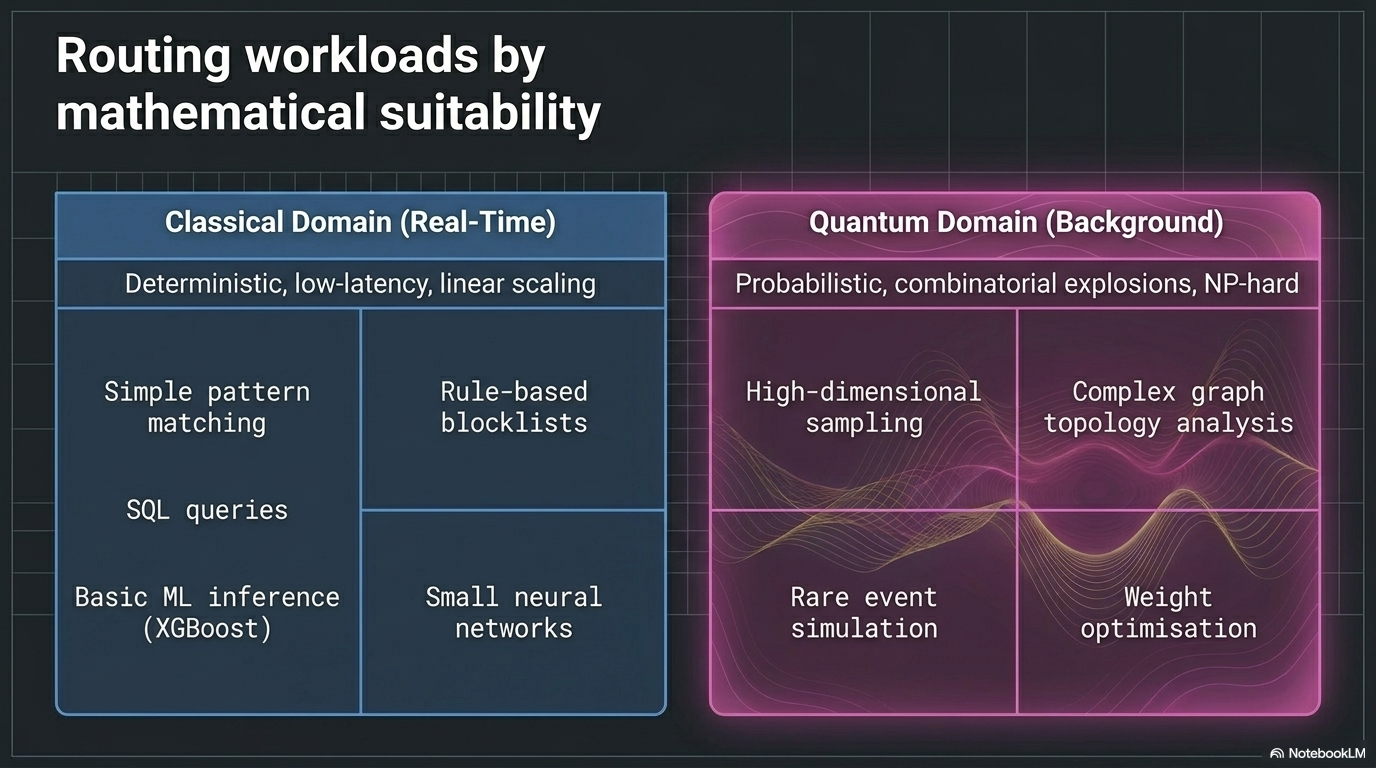 Routing workloads by
mathematical suitability
Classical Domain (Real-Time)
Deterministic, low-latency, linear scaling
Simple pattern
matching
SQL queries
Basic ML inference
(XGBoost)
Rule-based
blocklists
Small neural
networks
Quantum Domain (Background)
Probabilistic, combinatorial explosions, NP-hard
High-dimensional
sampling
Complex graph
topology analysis
Rare event
simulation
Weight
optimisation
NotebookLM